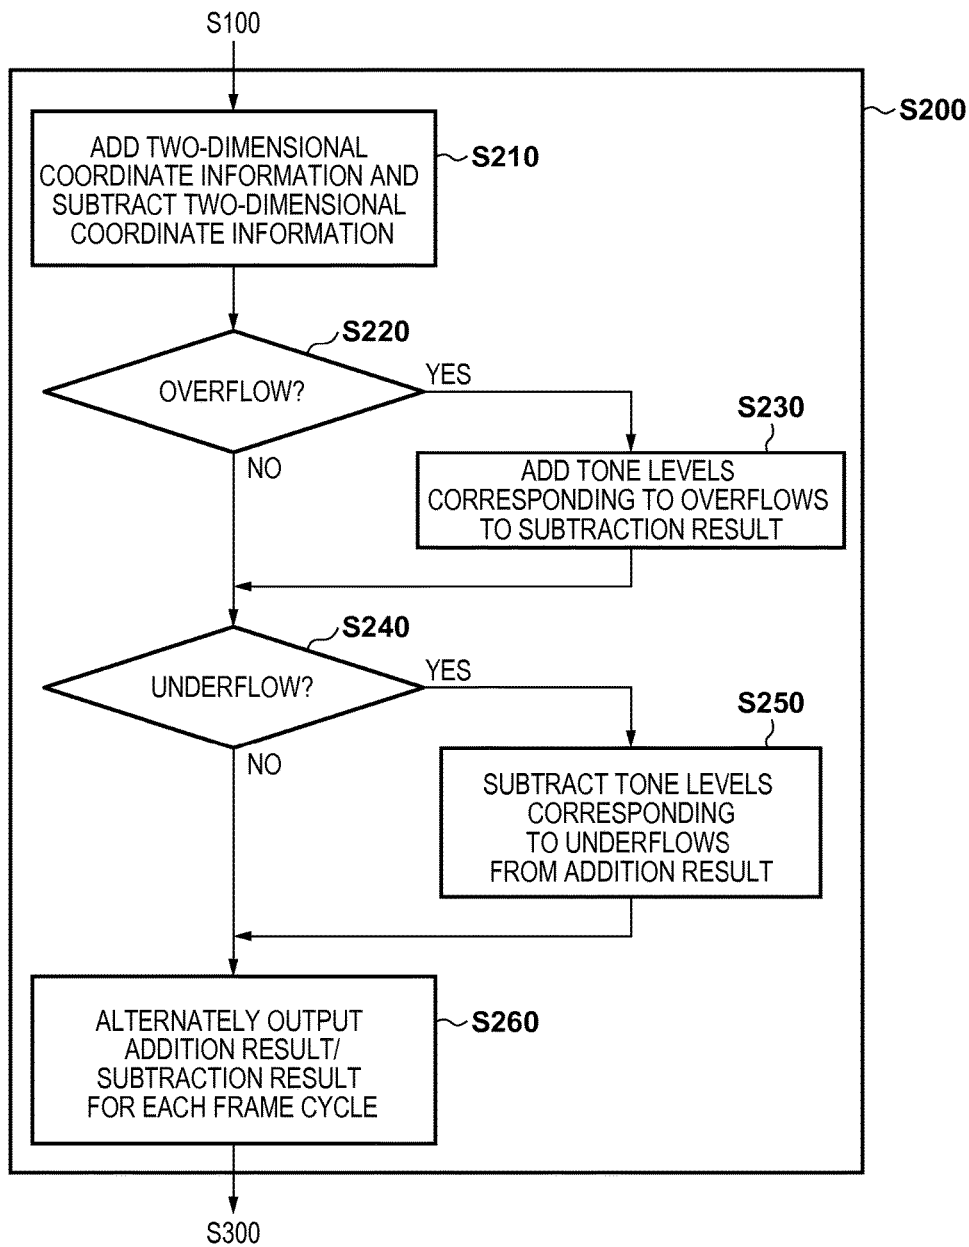 S100
S200
ADD TWO-DIMENSIONAL
COORDINATE INFORMATION AND
SUBTRACT TWO-DIMENSIONAL
COORDINATE INFORMATION
S210
S220
OVERFLOW?
YES
NO
S230
ADD TONE LEVELS
CORRESPONDING TO OVERFLOWS
TO SUBTRACTION RESULT
S240
UNDERFLOW?
YES
NO
S250
SUBTRACT TONE LEVELS
CORRESPONDING
TO UNDERFLOWS
FROM ADDITION RESULT
ALTERNATELY OUTPUT
ADDITION RESULT/
SUBTRACTION RESULT
FOR EACH FRAME CYCLE
S260
S300